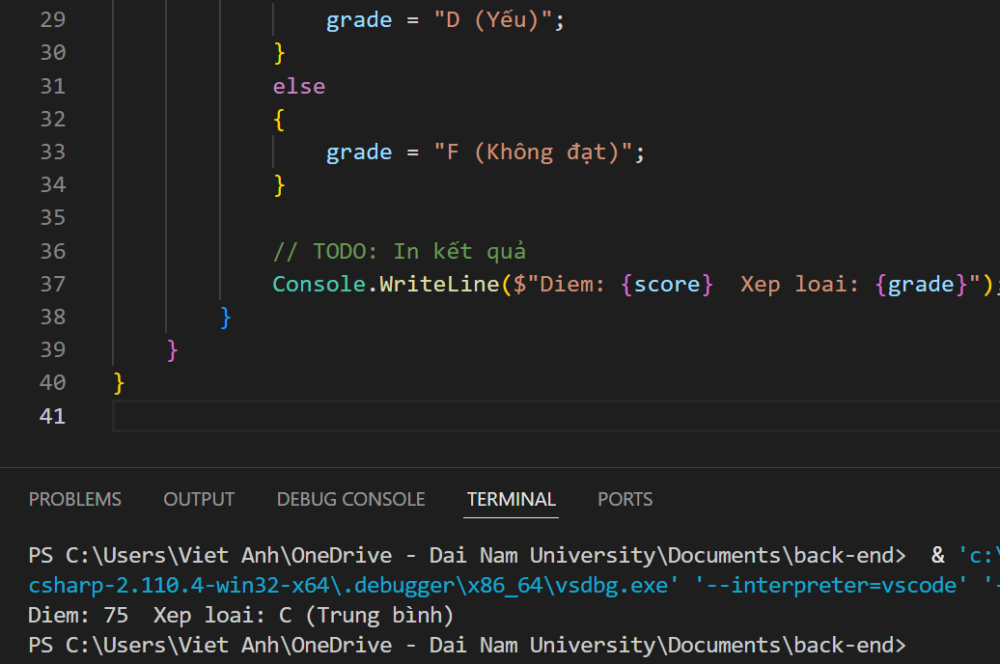 29 grade = "D (Yếu)";
30 }
31 else
32 {
33 grade = "F (Không đạt)";
34 }
35
36 // TODO: In kết quả
37 Console.WriteLine($"Diem: {score}  Xep loai: {grade}");
38 }
39 }
40 }
41
PROBLEMS OUTPUT DEBUG CONSOLE TERMINAL PORTS
PS C:\Users\Viet Anh\OneDrive - Dai Nam University\Documents\back-end>  & 'c:\
csharp-2.110.4-win32-x64\.debugger\x86_64\vsdbg.exe' '--interpreter=vscode' '-
Diem: 75  Xep loai: C (Trung bình)
PS C:\Users\Viet Anh\OneDrive - Dai Nam University\Documents\back-end>